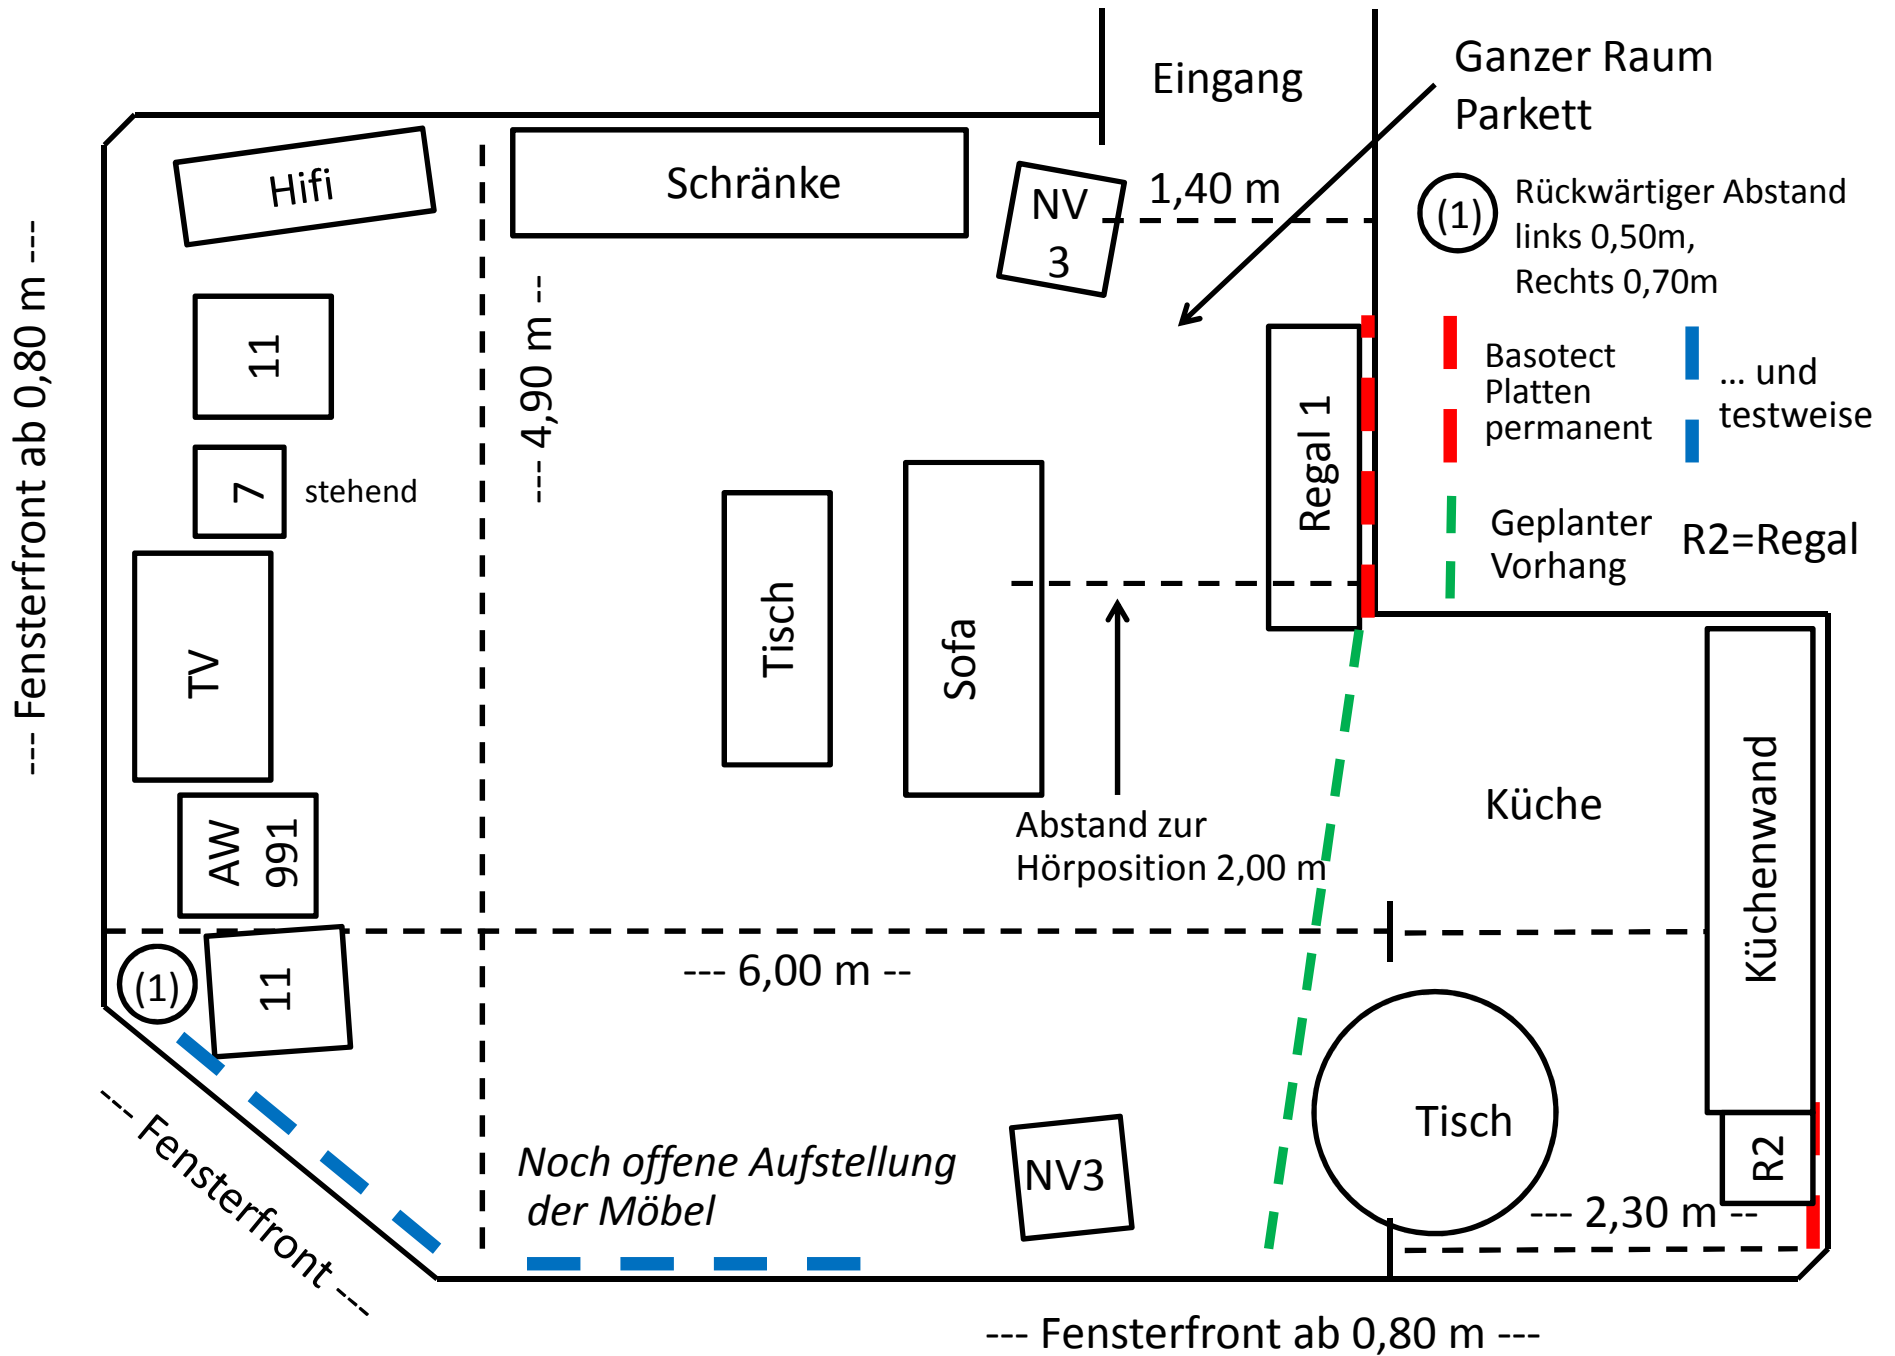 Eingang
Ganzer Raum
Parkett
Hifi
Schränke
NV
3
1,40 m
(1)
Rückwärtiger Abstand
links 0,50m,
Rechts 0,70m
---- Fensterfront ab 0,80 m ---
11
---- 4,90 m --
Regal 1
Basotect
Platten
permanent
... und
testweise
7
stehend
Geplanter
Vorhang
R2=Regal
TV
Tisch
Sofa
Abstand zur
Hörposition 2,00 m
Küche
Küchenwand
AW
991
(1)
11
--- 6,00 m --
---- Fensterfront ---
Noch offene Aufstellung
der Möbel
NV3
Tisch
R2
--- 2,30 m --
--- Fensterfront ab 0,80 m ---